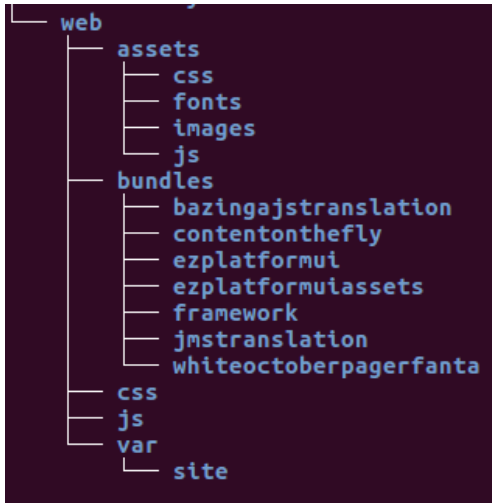 web
assets
css
fonts
images
js
bundles
bazingajstranslation
contentonthefly
ezplatformui
ezplatformuiassets
framework
jmstranslation
whiteoctoberpagerfanta
css
js
var
site